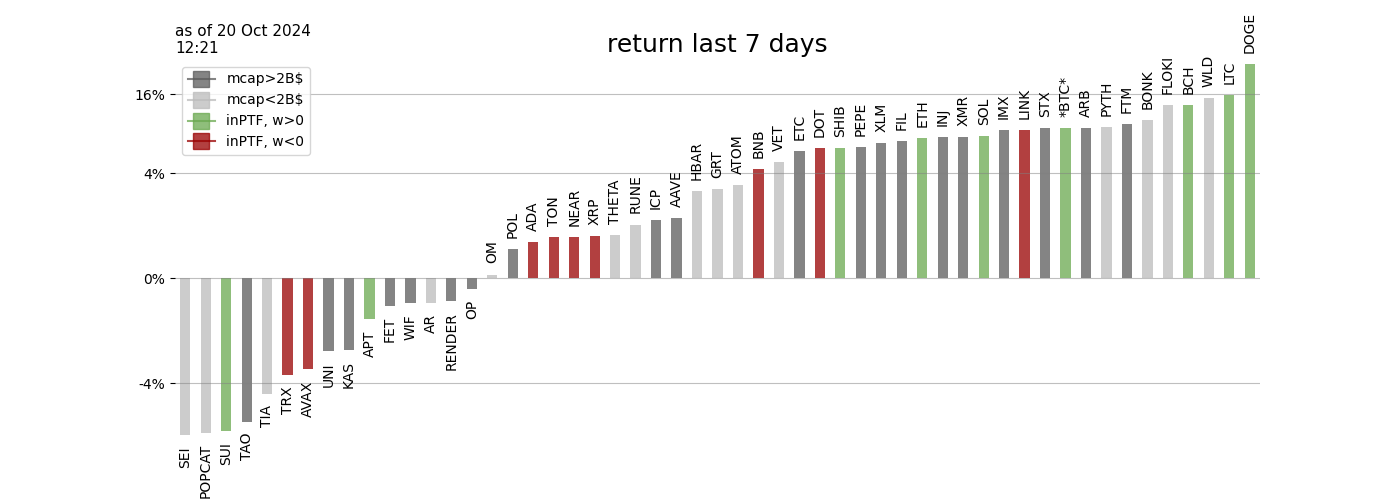 as of 20 Oct 2024
12:21
return last 7 days
mcap>2B$
mcap<2B$
inPTF, w>0
inPTF, w<0
16%
4%
0%
-4%
SEI
POPCAT
SUI
TAO
TIA
TRX
AVAX
UNI
KAS
APT
FET
WIF
AR
RENDER
OP
OM
POL
ADA
TON
NEAR
XRP
THETA
RUNE
ICP
AAVE
HBAR
GRT
ATOM
BNB
VET
ETC
DOT
SHIB
PEPE
XLM
FIL
ETH
INJ
XMR
SOL
IMX
LINK
STX
*BTC*
ARB
PYTH
FTM
BONK
FLOKI
BCH
WLD
LTC
DOGE